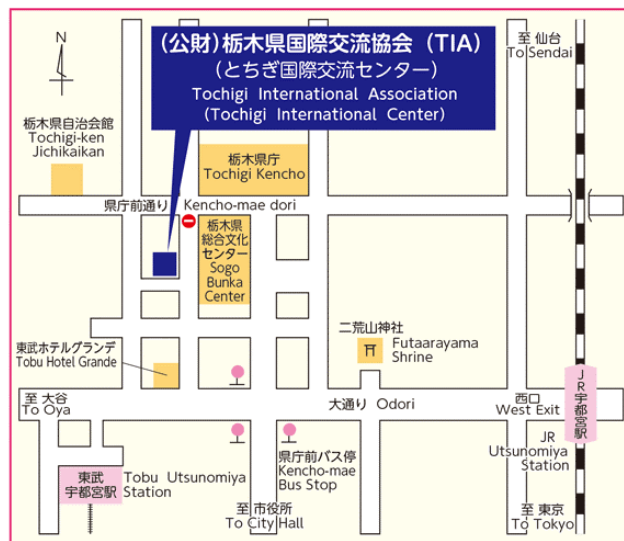 N
(公財)栃木県国際交流協会 (TIA)
(とちぎ国際交流センター)
Tochigi International Association
(Tochigi International Center)
至 仙台
To Sendai
栃木県自治会館
Tochigi-ken
Jichikaikan
栃木県庁
Tochigi Kencho
県庁前通り Kencho-mae dori
栃木県
総合文化
センター
Sogo
Bunka
Center
東武ホテルグランデ
Tobu Hotel Grande
二荒山神社
Futaarayama
Shrine
至 大谷
To Oya
大通り Odori
西口
West Exit
JR宇都宮駅
JR
Utsunomiya
Station
県庁前バス停
Kencho-mae
Bus Stop
東武
宇都宮駅
Tobu Utsunomiya
Station
至 市役所
To City Hall
至 東京
To Tokyo